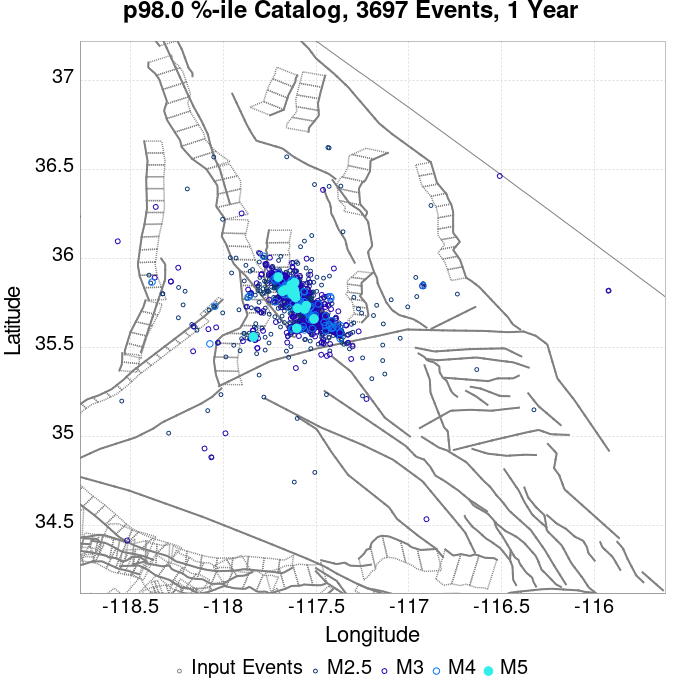 p98.0 %-ile Catalog, 3697 Events, 1 Year
37
36.5
36
35.5
35
34.5
Latitude
-118.5 -118 -117.5 -117 -116.5 -116
Longitude
Input Events M2.5 M3 M4 M5